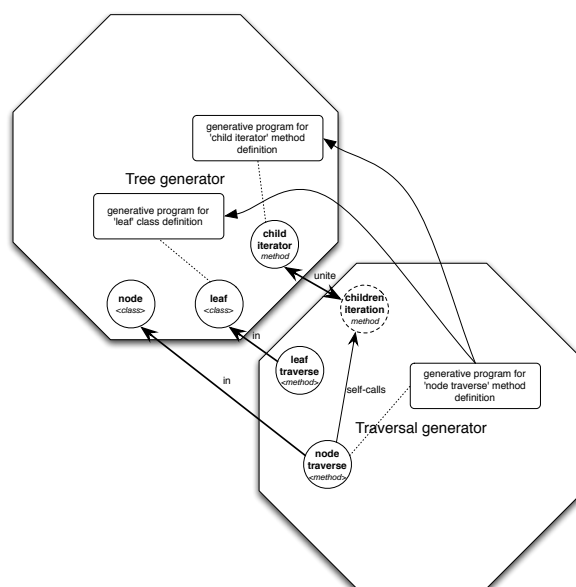 generative program for
'child iterator' method
definition
Tree generator
generative program for
'leaf' class definition
child
iterator
method
unite
node
<class>
leaf
<class>
children
iteration
method
in
leaf
traverse
<method>
in
self-calls
generative program for
'node traverse' method
definition
Traversal generator
node
traverse
<method>